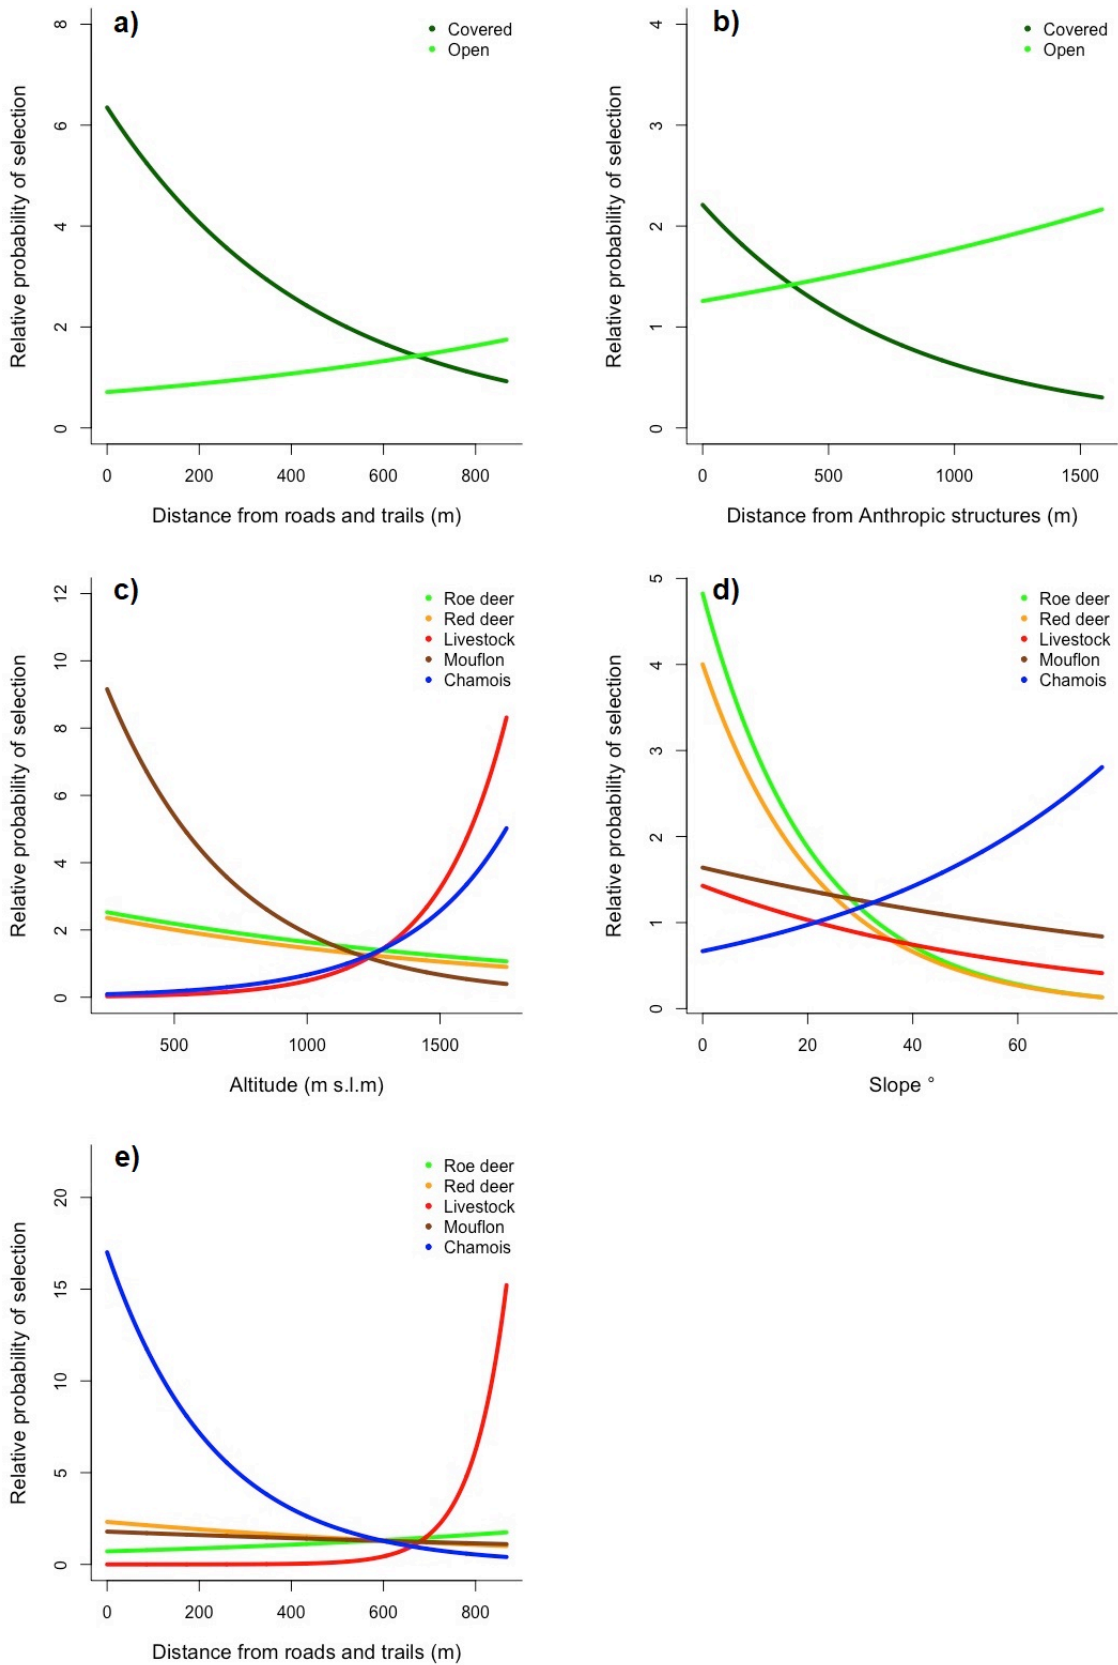 a)
Covered
Open
Relative probability of selection
8
6
4
2
0
0 200 400 600 800
Distance from roads and trails (m)
b)
Covered
Open
Relative probability of selection
4
3
2
1
0
0 500 1000 1500
Distance from Anthropic structures (m)
c)
Roe deer
Red deer
Livestock
Mouflon
Chamois
Relative probability of selection
12
10
8
6
4
2
0
500 1000 1500
Altitude (m s.l.m)
d)
Roe deer
Red deer
Livestock
Mouflon
Chamois
Relative probability of selection
5
4
3
2
1
0
0 20 40 60
Slope °
e)
Roe deer
Red deer
Livestock
Mouflon
Chamois
Relative probability of selection
20
15
10
5
0
0 200 400 600 800
Distance from roads and trails (m)